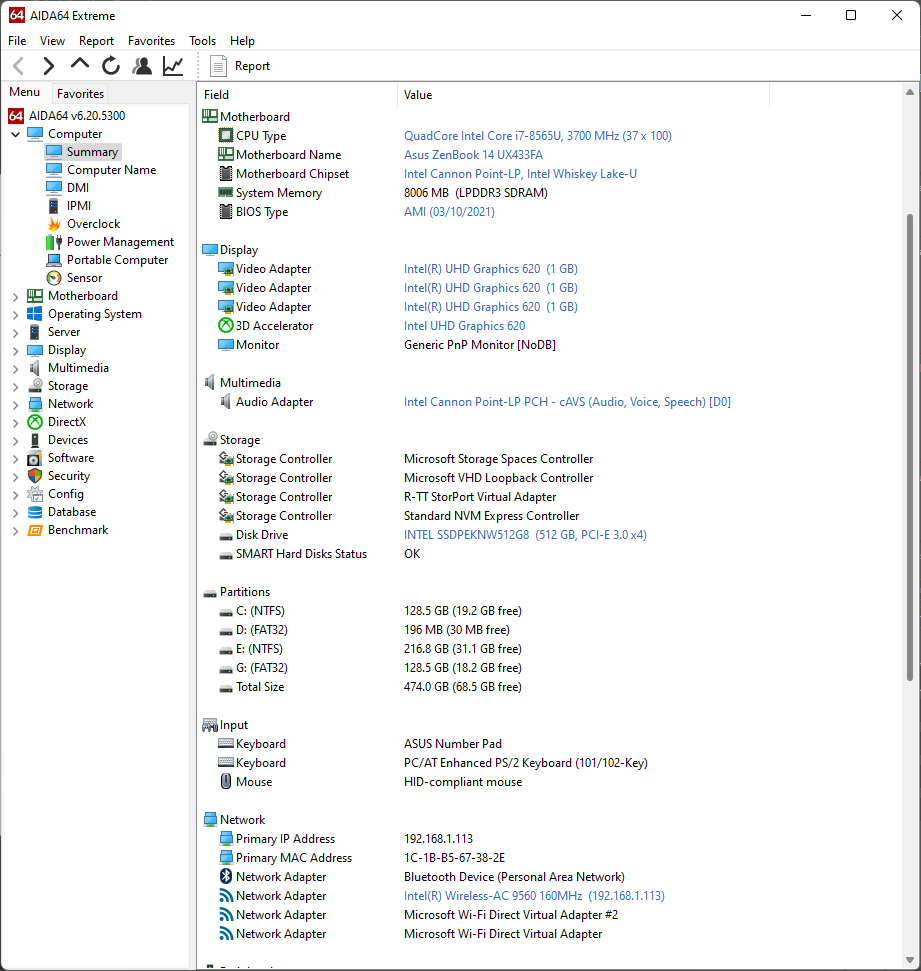 64 AIDA64 Extreme
File View Report Favorites Tools Help
Report
Menu Favorites
64 AIDA64 v6.20.5300
Computer
Summary
Computer Name
DMI
IPMI
Overclock
Power Management
Portable Computer
Sensor
Motherboard
Operating System
Server
Display
Multimedia
Storage
Network
DirectX
Devices
Software
Security
Config
Database
Benchmark
Field Value
Motherboard
CPU Type QuadCore Intel Core i7-8565U, 3700 MHz (37 x 100)
Motherboard Name Asus ZenBook 14 UX433FA
Motherboard Chipset Intel Cannon Point-LP, Intel Whiskey Lake-U
System Memory 8006 MB (LPDDR3 SDRAM)
BIOS Type AMI (03/10/2021)
Display
Video Adapter Intel(R) UHD Graphics 620 (1 GB)
Video Adapter Intel(R) UHD Graphics 620 (1 GB)
Video Adapter Intel(R) UHD Graphics 620 (1 GB)
3D Accelerator Intel UHD Graphics 620
Monitor Generic PnP Monitor [NoDB]
Multimedia
Audio Adapter Intel Cannon Point-LP PCH - cAVS (Audio, Voice, Speech) [D0]
Storage
Storage Controller Microsoft Storage Spaces Controller
Storage Controller Microsoft VHD Loopback Controller
Storage Controller R-TT StorPort Virtual Adapter
Storage Controller Standard NVM Express Controller
Disk Drive INTEL SSDPEKNW512G8 (512 GB, PCI-E 3.0 x4)
SMART Hard Disks Status OK
Partitions
C: (NTFS) 128.5 GB (19.2 GB free)
D: (FAT32) 196 MB (30 MB free)
E: (NTFS) 216.8 GB (31.1 GB free)
G: (FAT32) 128.5 GB (18.2 GB free)
Total Size 474.0 GB (68.5 GB free)
Input
Keyboard ASUS Number Pad
Keyboard PC/AT Enhanced PS/2 Keyboard (101/102-Key)
Mouse HID-compliant mouse
Network
Primary IP Address 192.168.1.113
Primary MAC Address 1C-1B-B5-67-38-2E
Network Adapter Bluetooth Device (Personal Area Network)
Network Adapter Intel(R) Wireless-AC 9560 160MHz (192.168.1.113)
Network Adapter Microsoft Wi-Fi Direct Virtual Adapter #2
Network Adapter Microsoft Wi-Fi Direct Virtual Adapter